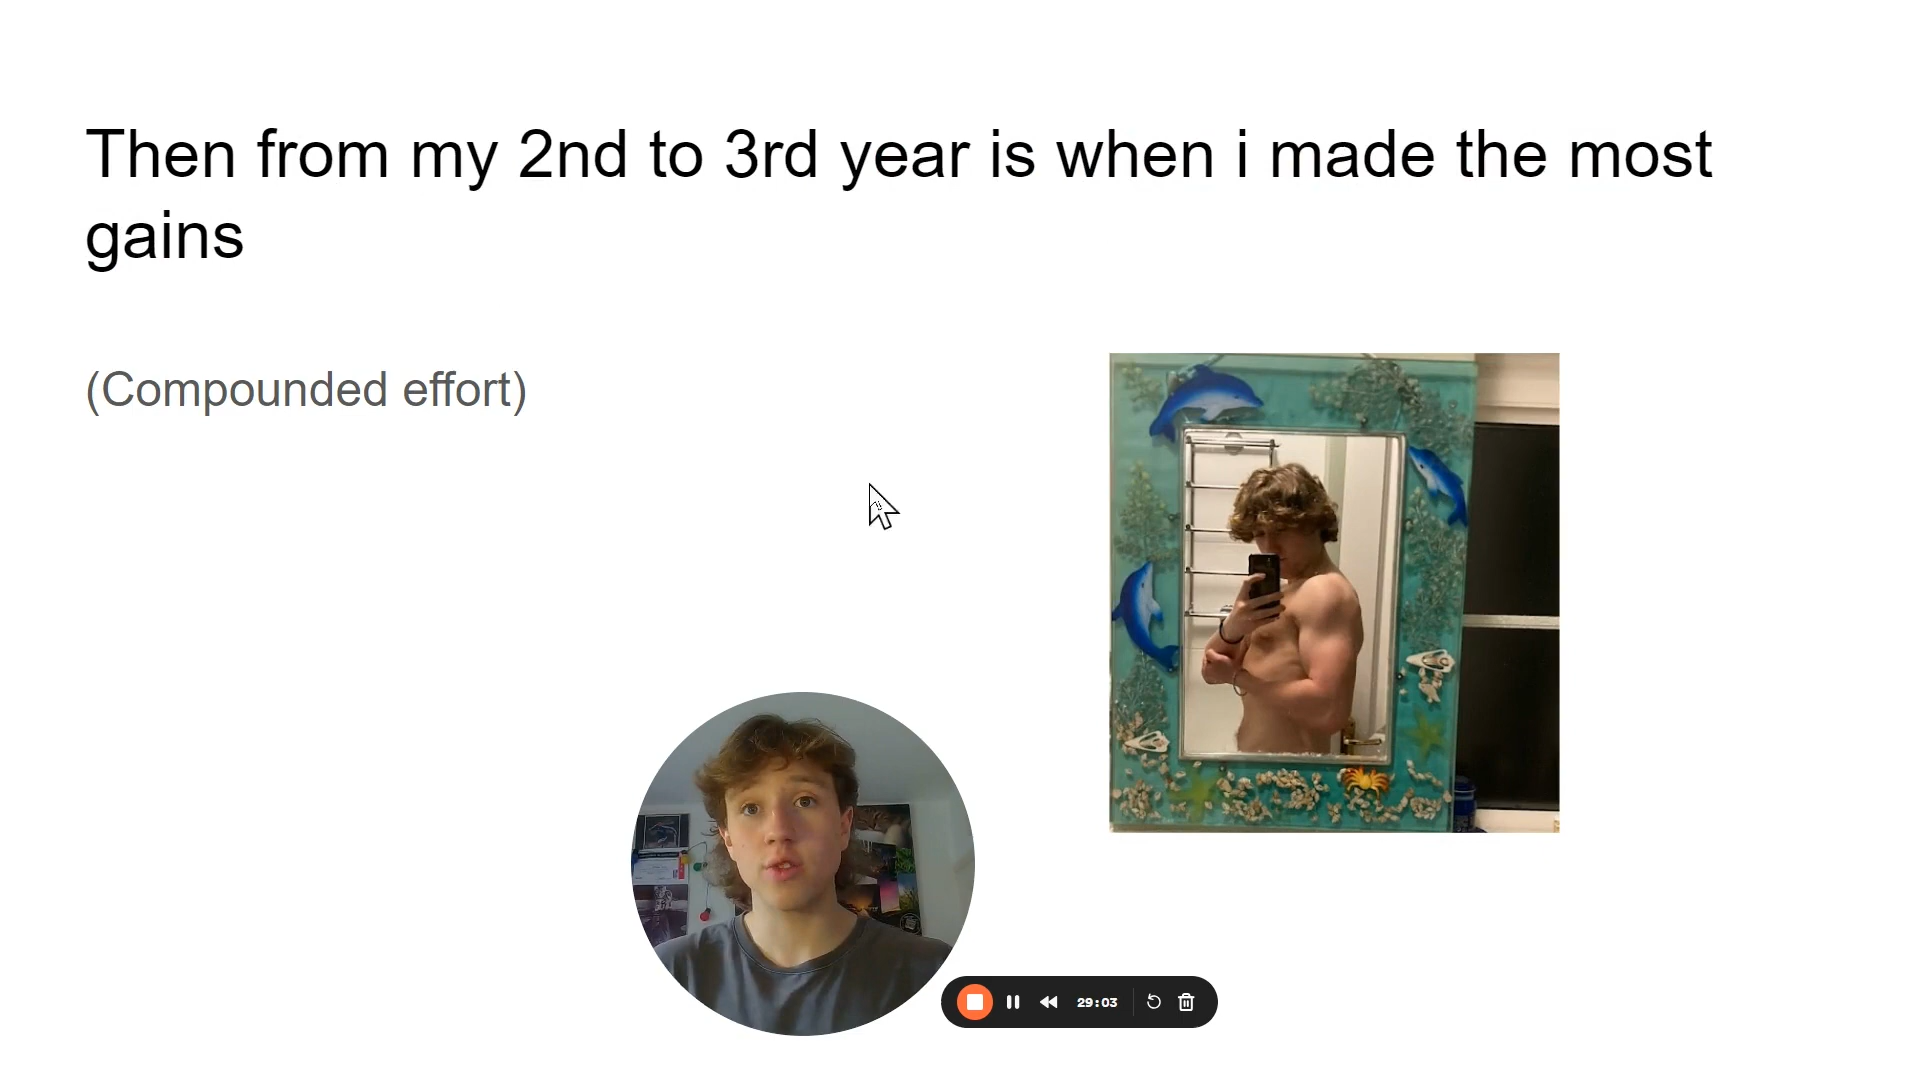 Then from my 2nd to 3rd year is when i made the most
gains
(Compounded effort)
29:03